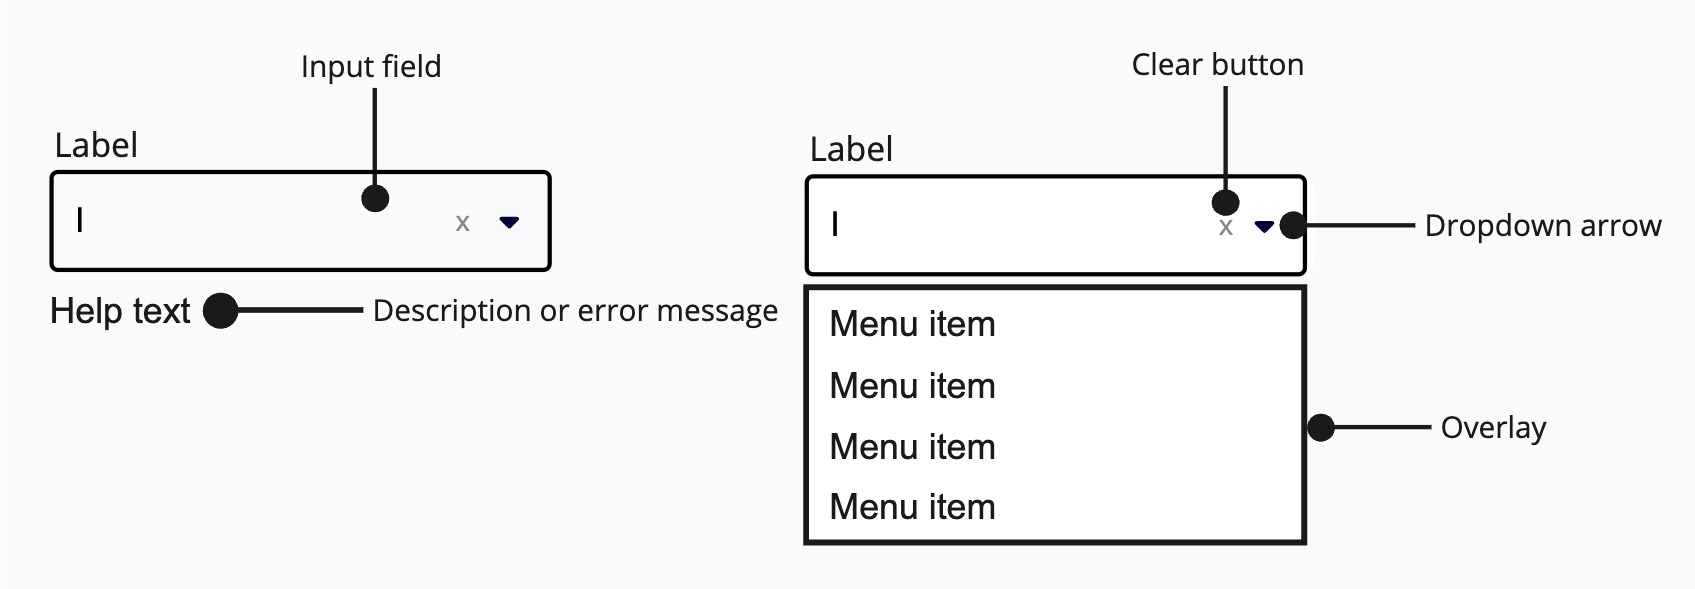 Input field
Label
x
Help text
Description or error message
Clear button
Label
x
Dropdown arrow
Menu item
Menu item
Menu item
Menu item
Overlay